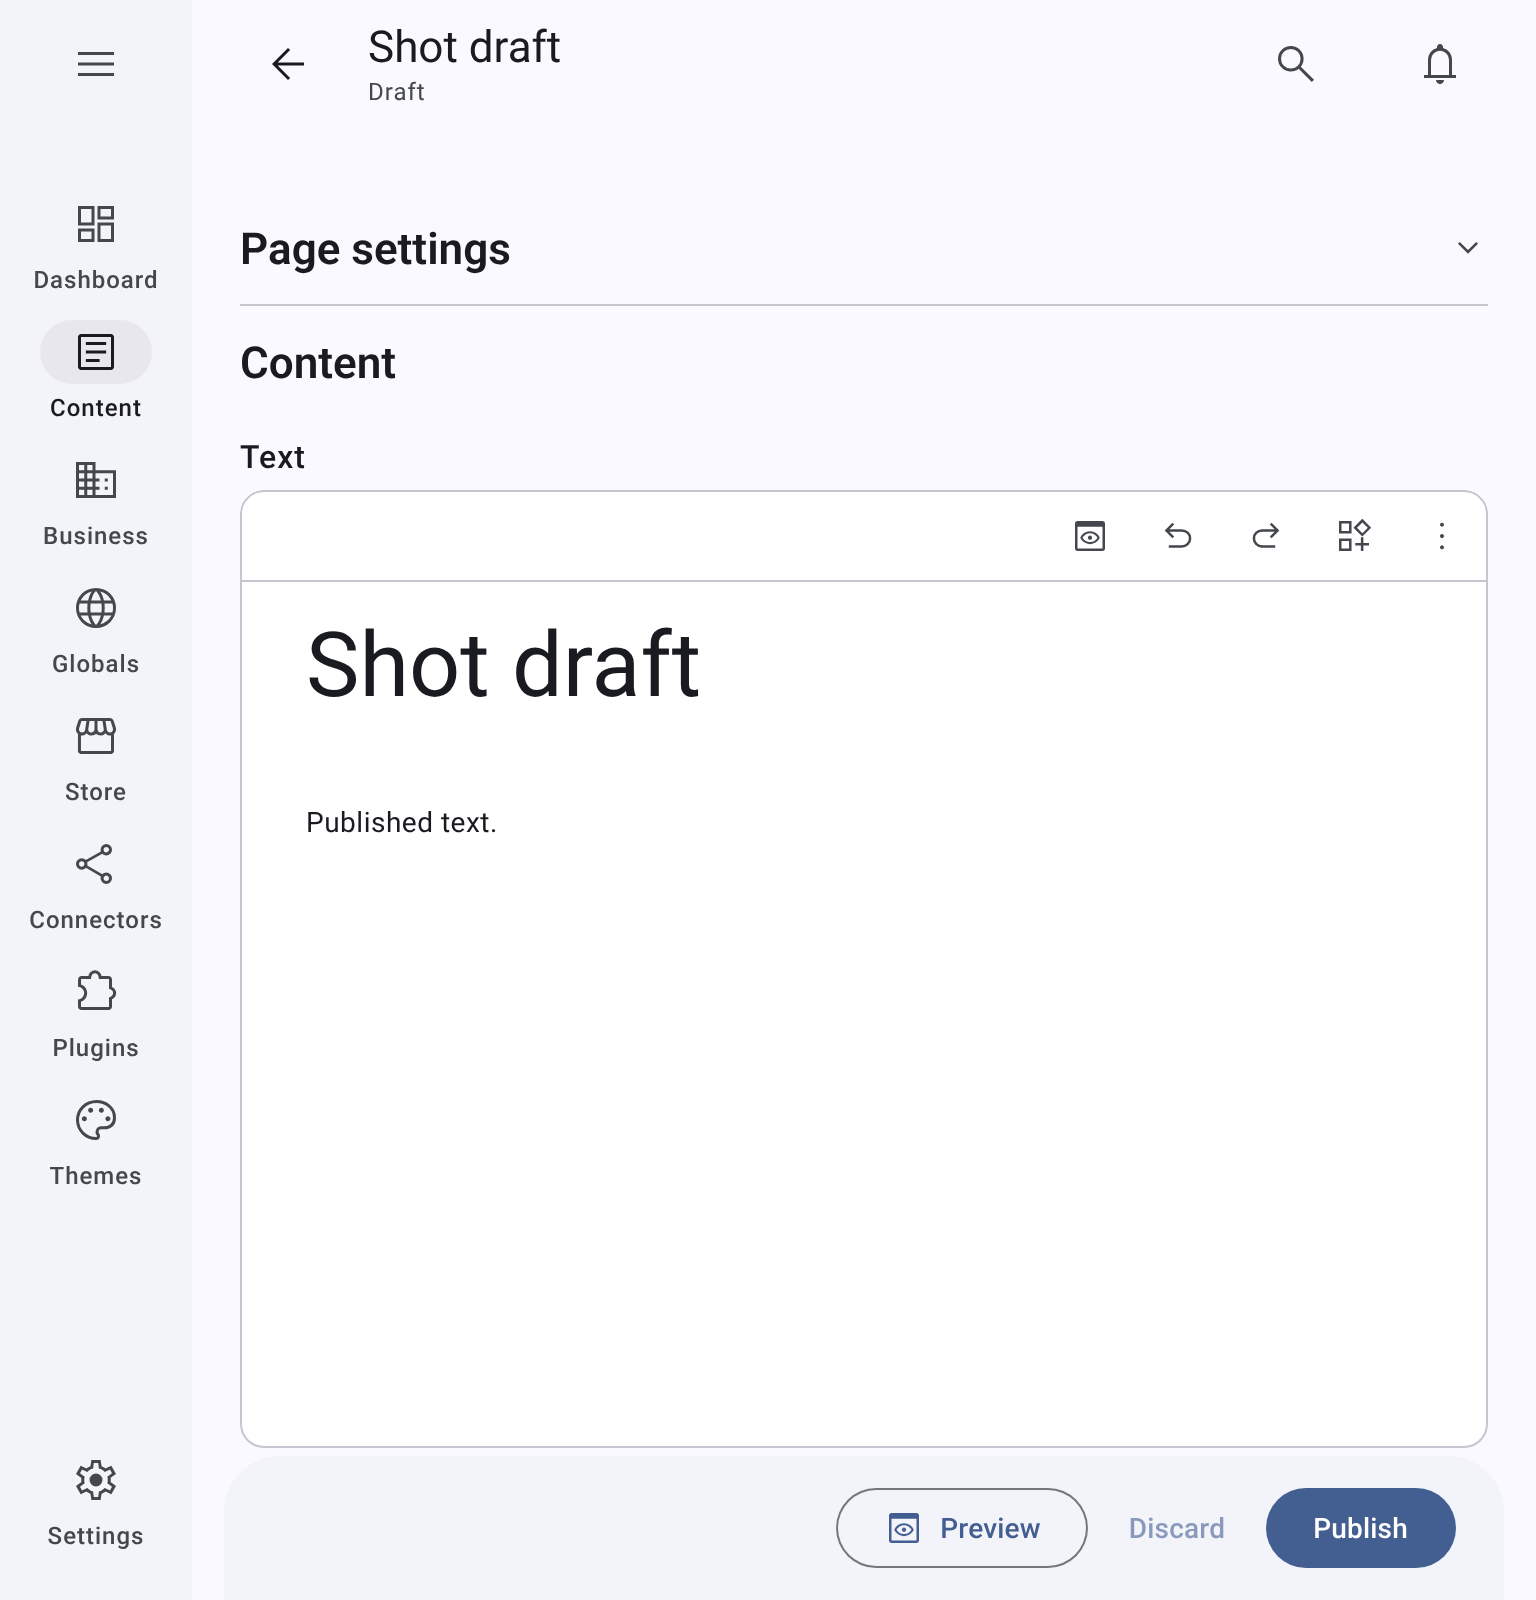 Shot draft
Draft
Dashboard
Content
Business
Globals
Store
Connectors
Plugins
Themes
Settings
Page settings
Content
Text
Shot draft
Published text.
Preview
Discard
Publish